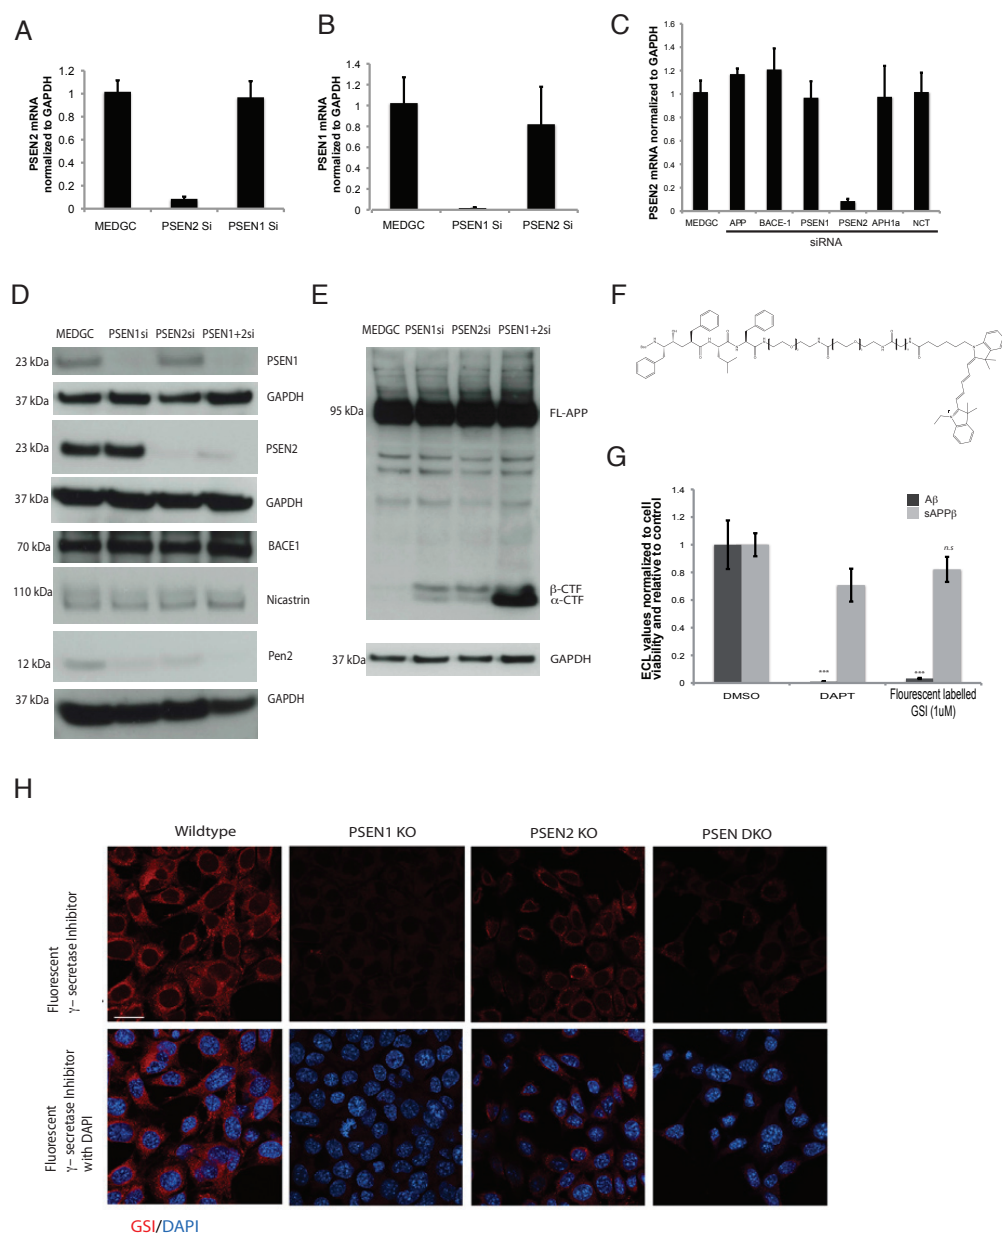 A
PSEN2 mRNA
normalized to GAPDH
1.2
1
0.8
0.6
0.4
0.2
0
MEDGC PSEN2 Si PSEN1 Si
B
PSEN1 mRNA
normalized to GAPDH
1.4
1.2
1
0.8
0.6
0.4
0.2
0
MEDGC PSEN1 Si PSEN2 Si
C
PSEN2 mRNA normalized to GAPDH
1.6
1.4
1.2
1
0.8
0.6
0.4
0.2
0
MEDGC APP BACE-1 PSEN1 PSEN2 APH1a NCT
siRNA
D
MEDGC PSEN1si PSEN2si PSEN1+2si
23 kDa PSEN1
37 kDa GAPDH
23 kDa PSEN2
37 kDa GAPDH
70 kDa BACE1
110 kDa Nicastrin
12 kDa Pen2
37 kDa GAPDH
E
MEDGC PSEN1si PSEN2si PSEN1+2si
95 kDa FL-APP
β-CTF
α-CTF
37 kDa GAPDH
F
G
ECL values normalized to cell
viability and relative to control
1.4
1.2
1
0.8
0.6
0.4
0.2
0
Aβ
sAPPβ
***
***
n.s
DMSO DAPT Flourescent labelled
GSI (1uM)
H
Wildtype PSEN1 KO PSEN2 KO PSEN DKO
Fluorescent
γ– secretase Inhibitor
Fluorescent
γ– secretase Inhibitor
with DAPI
GSI/DAPI